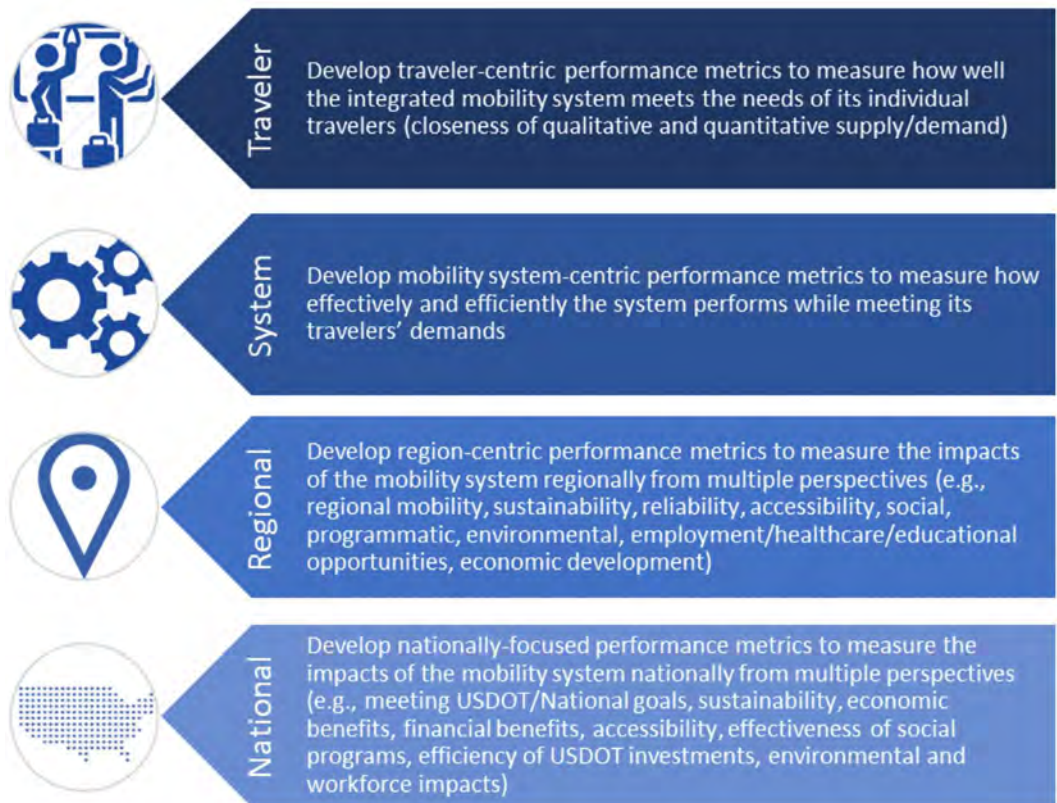 Traveler
Develop traveler-centric performance metrics to measure how well
the integrated mobility system meets the needs of its individual
travelers (closeness of qualitative and quantitative supply/demand)
System
Develop mobility system-centric performance metrics to measure how
effectively and efficiently the system performs while meeting its
travelers’ demands
Regional
Develop region-centric performance metrics to measure the impacts
of the mobility system regionally from multiple perspectives (e.g.,
regional mobility, sustainability, reliability, accessibility, social,
programmatic, environmental, employment/healthcare/educational
opportunities, economic development)
National
Develop nationally-focused performance metrics to measure the
impacts of the mobility system nationally from multiple perspectives
(e.g., meeting USDOT/National goals, sustainability, economic
benefits, financial benefits, accessibility, effectiveness of social
programs, efficiency of USDOT investments, environmental and
workforce impacts)